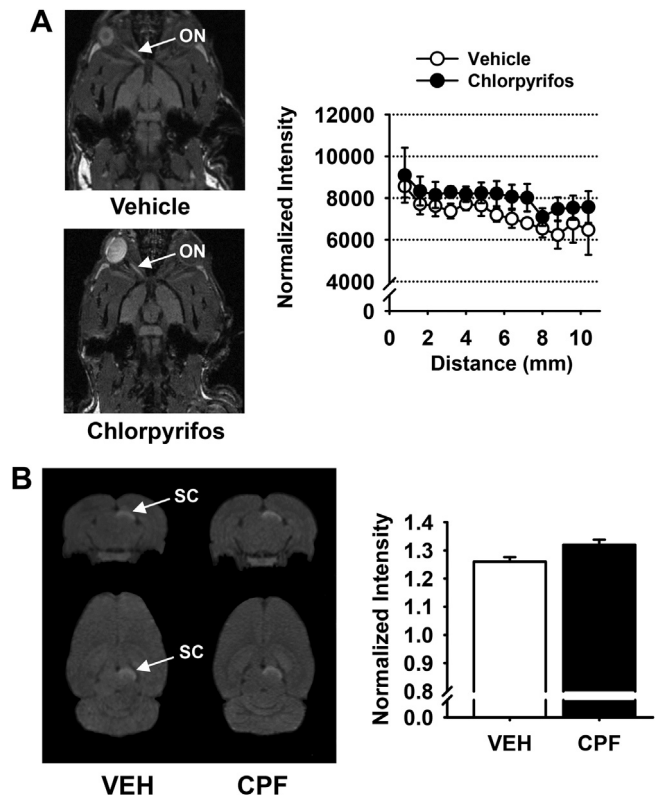 A
ON
Vehicle
ON
Chlorpyrifos
Vehicle
Chlorpyrifos
Normalized Intensity
12000
10000
8000
6000
4000
0
0 2 4 6 8 10
Distance (mm)
B
SC
SC
VEH CPF
Normalized Intensity
1.4
1.3
1.2
1.1
1.0
0.9
0.8
0.0
VEH CPF